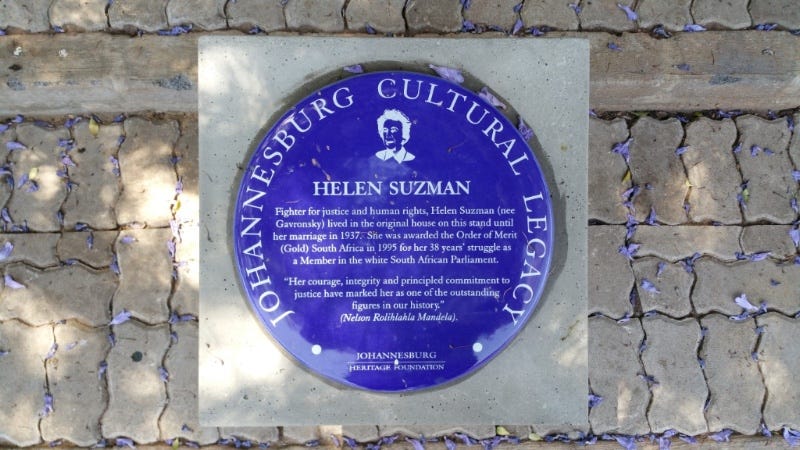 JOHANNESBURG CULTURAL LEGACY
HELEN SUZMAN
Fighter for justice and human rights, Helen Suzman (nee
Gavronsky) lived in the original house on this stand until
her marriage in 1937. She was awarded the Order of Merit
(Gold) South Africa in 1995 for her 38 years' struggle as
a Member in the white South African Parliament.
"Her courage, integrity and principled commitment to
justice have marked her as one of the outstanding
figures in our history."
(Nelson Rolihlahla Mandela).
JOHANNESBURG
HERITAGE FOUNDATION